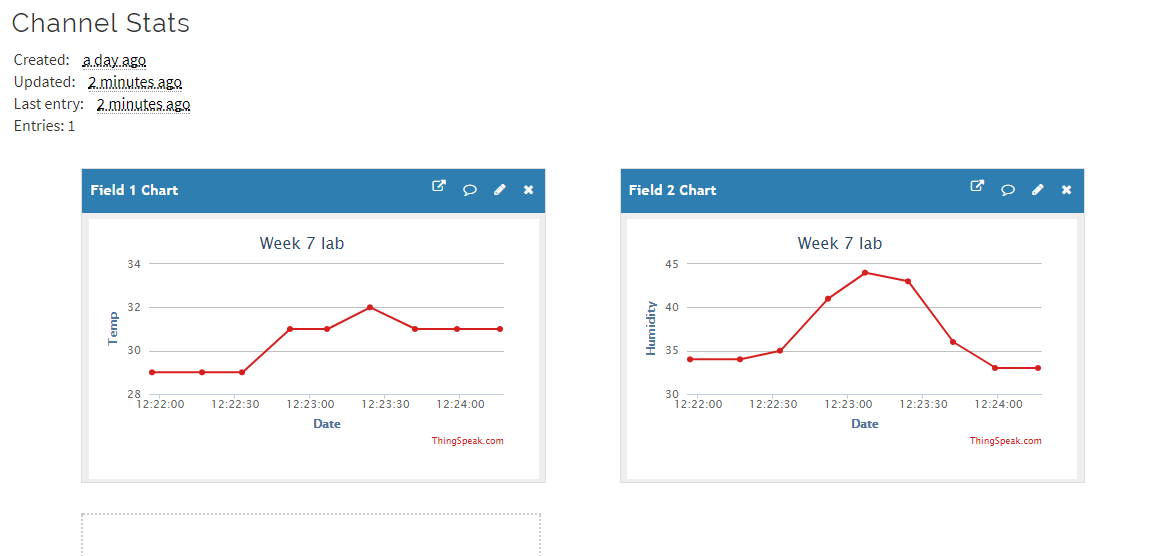 Channel Stats
Created: a day ago
Updated: 2 minutes ago
Last entry: 2 minutes ago
Entries: 1
Field 1 Chart
Week 7 lab
34
32
30
28
Temp
12:22:00 12:22:30 12:23:00 12:23:30 12:24:00
Date
ThingSpeak.com
Field 2 Chart
Week 7 lab
45
40
35
30
Humidity
12:22:00 12:22:30 12:23:00 12:23:30 12:24:00
Date
ThingSpeak.com